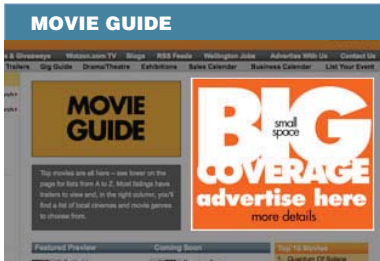 MOVIE GUIDE
& Giveaways Watzon.com TV Blogs RSS Feeds Wellington Jobs Advertise With Us Contact Us
Trailers Gig Guide Drama/Theatre Exhibitions Sales Calendar Business Calendar List Your Event
MOVIE
GUIDE
BIG
small
space
COVERAGE
advertise here
more details
Top movies are all here – see lower on the
page for lists from A to Z. Most listings have
trailers to view and, in the right column, you'll
find a list of local cinemas and movie genres
to choose from.
Featured Preview Coming Soon Top 10 Movies
1. Quantum Of Solace